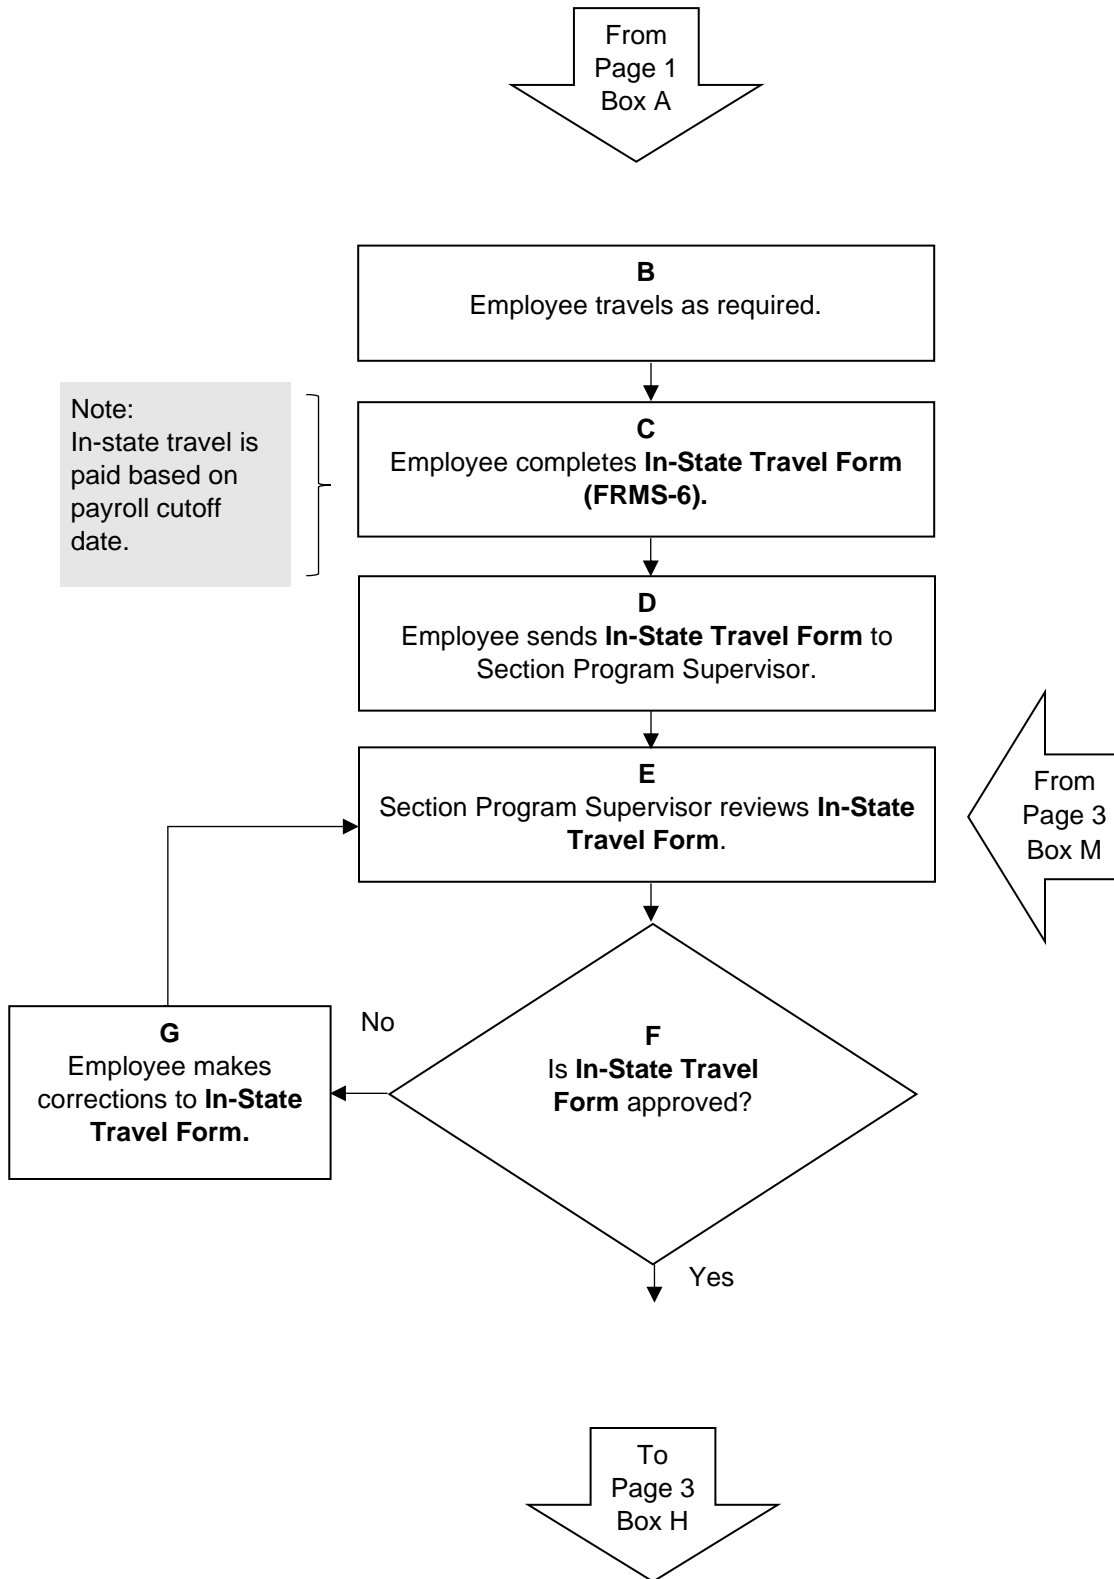 From
Page 1
Box A
B
Employee travels as required.
Note:
In-state travel is
paid based on
payroll cutoff
date.
C
Employee completes In-State Travel Form
(FRMS-6).
D
Employee sends In-State Travel Form to
Section Program Supervisor.
E
Section Program Supervisor reviews In-State
Travel Form.
From
Page 3
Box M
F
Is In-State Travel
Form approved?
No
G
Employee makes
corrections to In-State
Travel Form.
Yes
To
Page 3
Box H